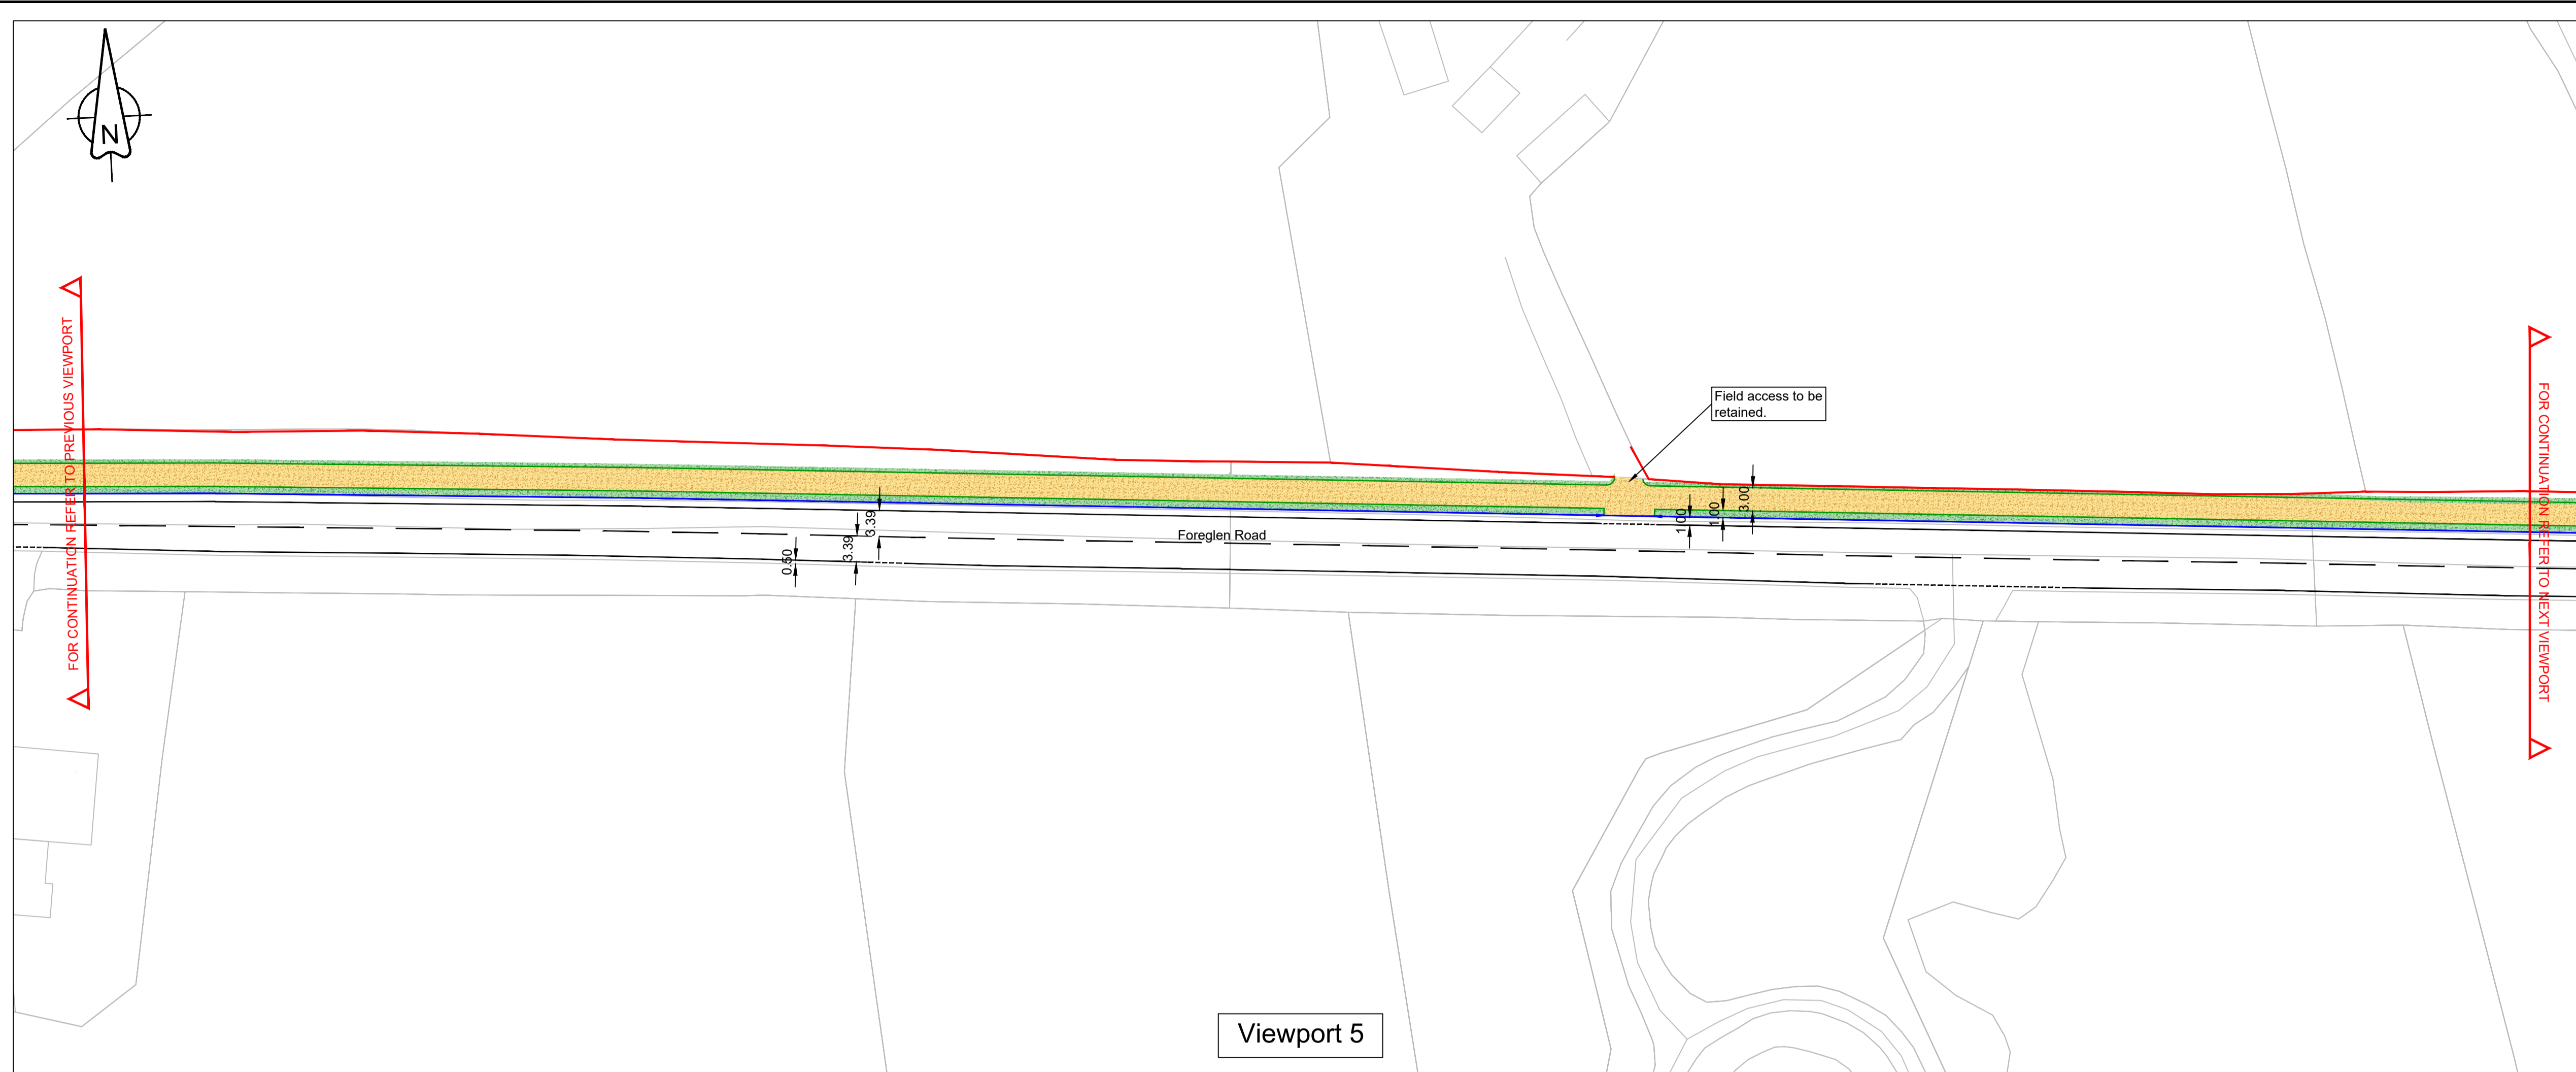 N
FOR CONTINUATION REFER TO PREVIOUS VIEWPORT
Field access to be
retained.
3.39
3.39
0.50
Foreglen Road
1.00
1.00
3.00
FOR CONTINUATION REFER TO NEXT VIEWPORT
Viewport 5